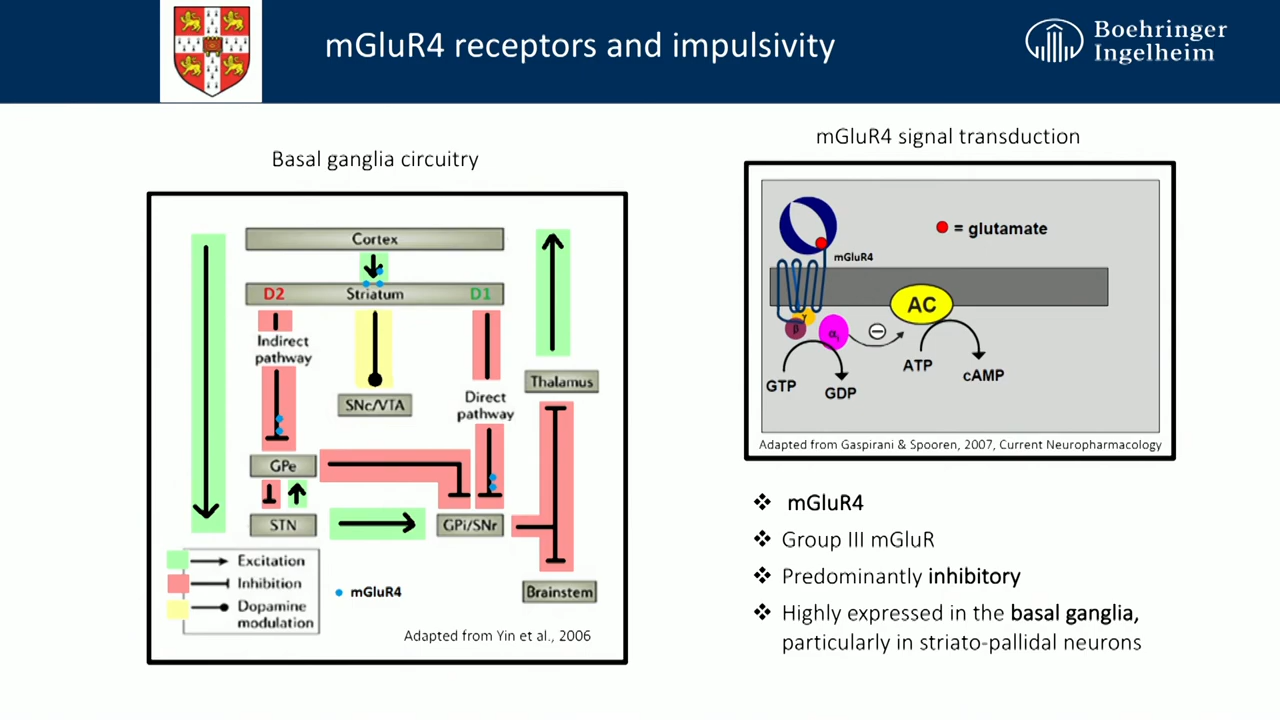 mGluR4 receptors and impulsivity
Boehringer
Ingelheim
Basal ganglia circuitry
Cortex
D2
Striatum
D1
Indirect
pathway
SNc/VTA
Direct
pathway
Thalamus
GPe
STN
GPi/SNr
Brainstem
Excitation
Inhibition
Dopamine
modulation
mGluR4
Adapted from Yin et al., 2006
mGluR4 signal transduction
= glutamate
mGluR4
AC
γ
β
αi
GTP
GDP
ATP
cAMP
Adapted from Gaspirani & Spooren, 2007, Current Neuropharmacology
❖ mGluR4
❖ Group III mGluR
❖ Predominantly inhibitory
❖ Highly expressed in the basal ganglia,
particularly in striato-pallidal neurons